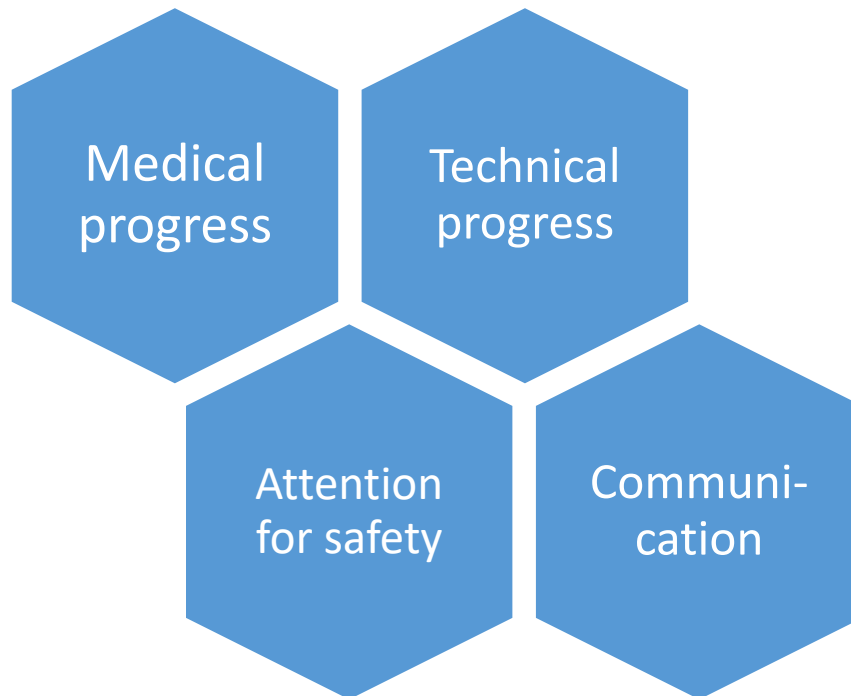 Medical
progress
Technical
progress
Attention
for safety
Communi-
cation